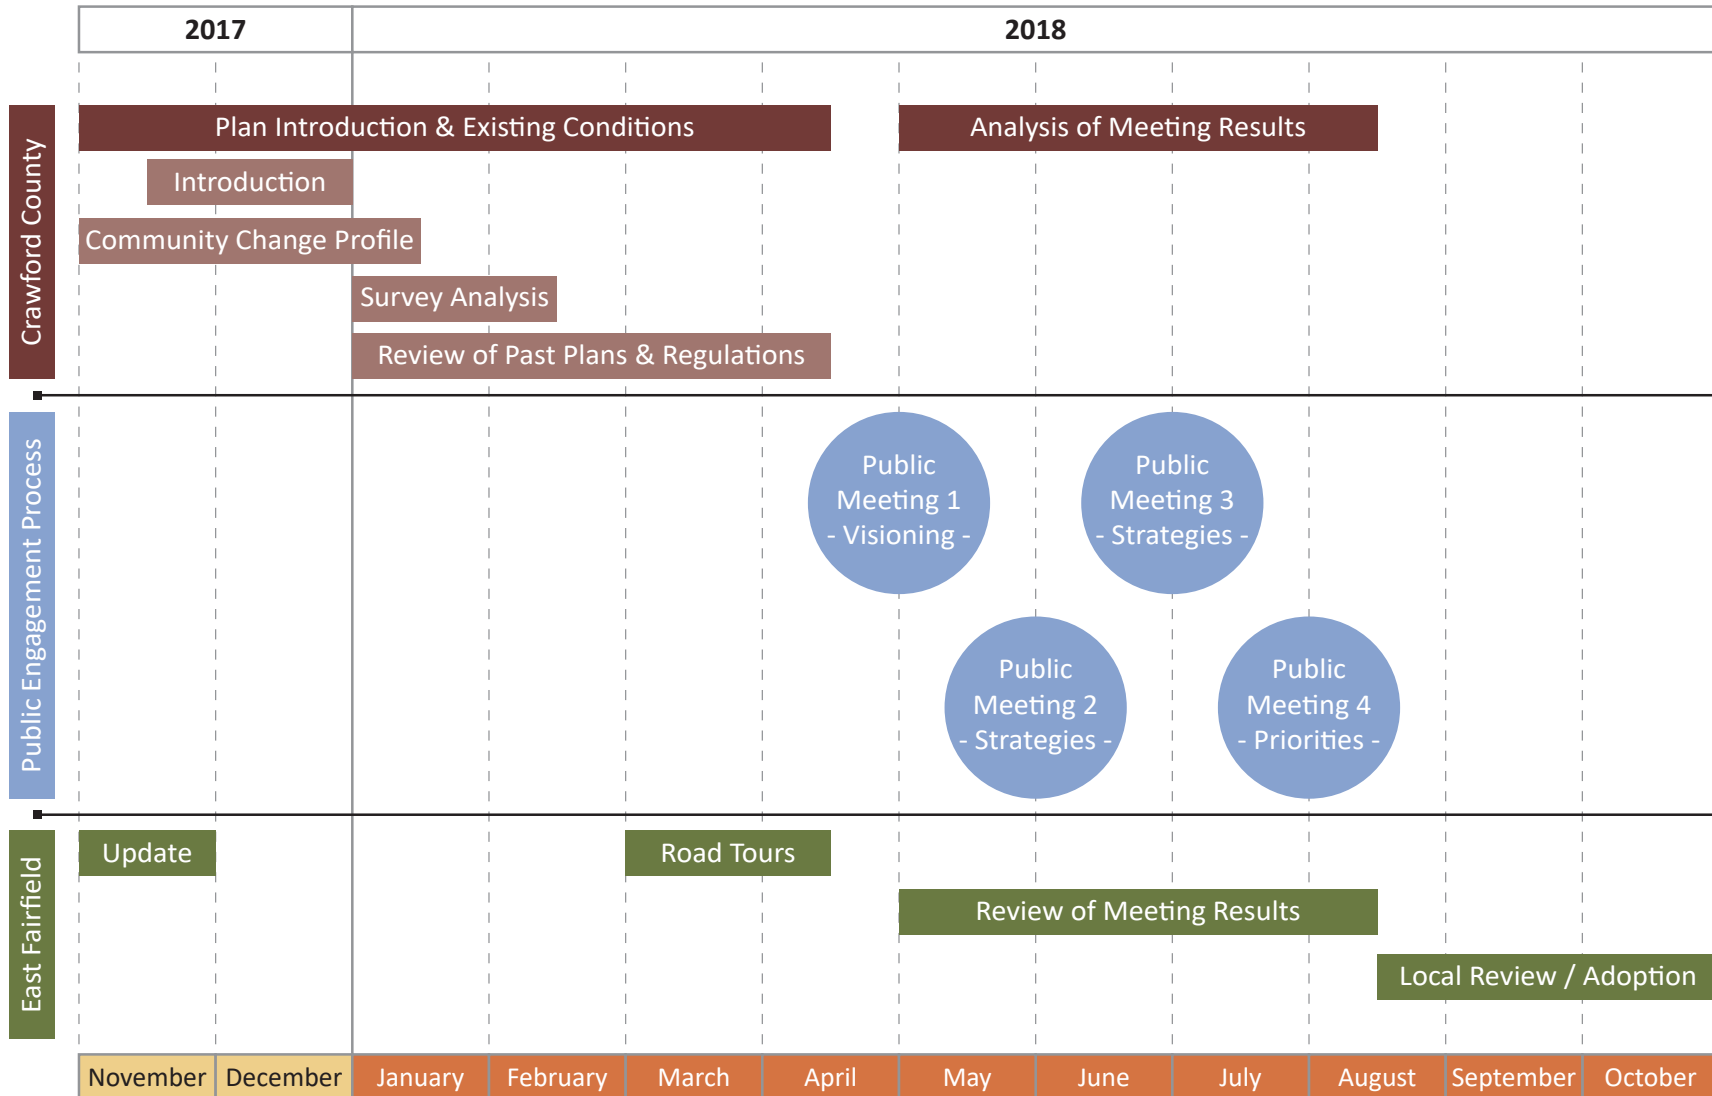 2017
2018
Crawford County
Plan Introduction & Existing Conditions
Analysis of Meeting Results
Introduction
Community Change Profile
Survey Analysis
Review of Past Plans & Regulations
Public Engagement Process
Public
Meeting 1
- Visioning -
Public
Meeting 3
- Strategies -
Public
Meeting 2
- Strategies -
Public
Meeting 4
- Priorities -
East Fairfield
Update
Road Tours
Review of Meeting Results
Local Review / Adoption
November
December
January
February
March
April
May
June
July
August
September
October